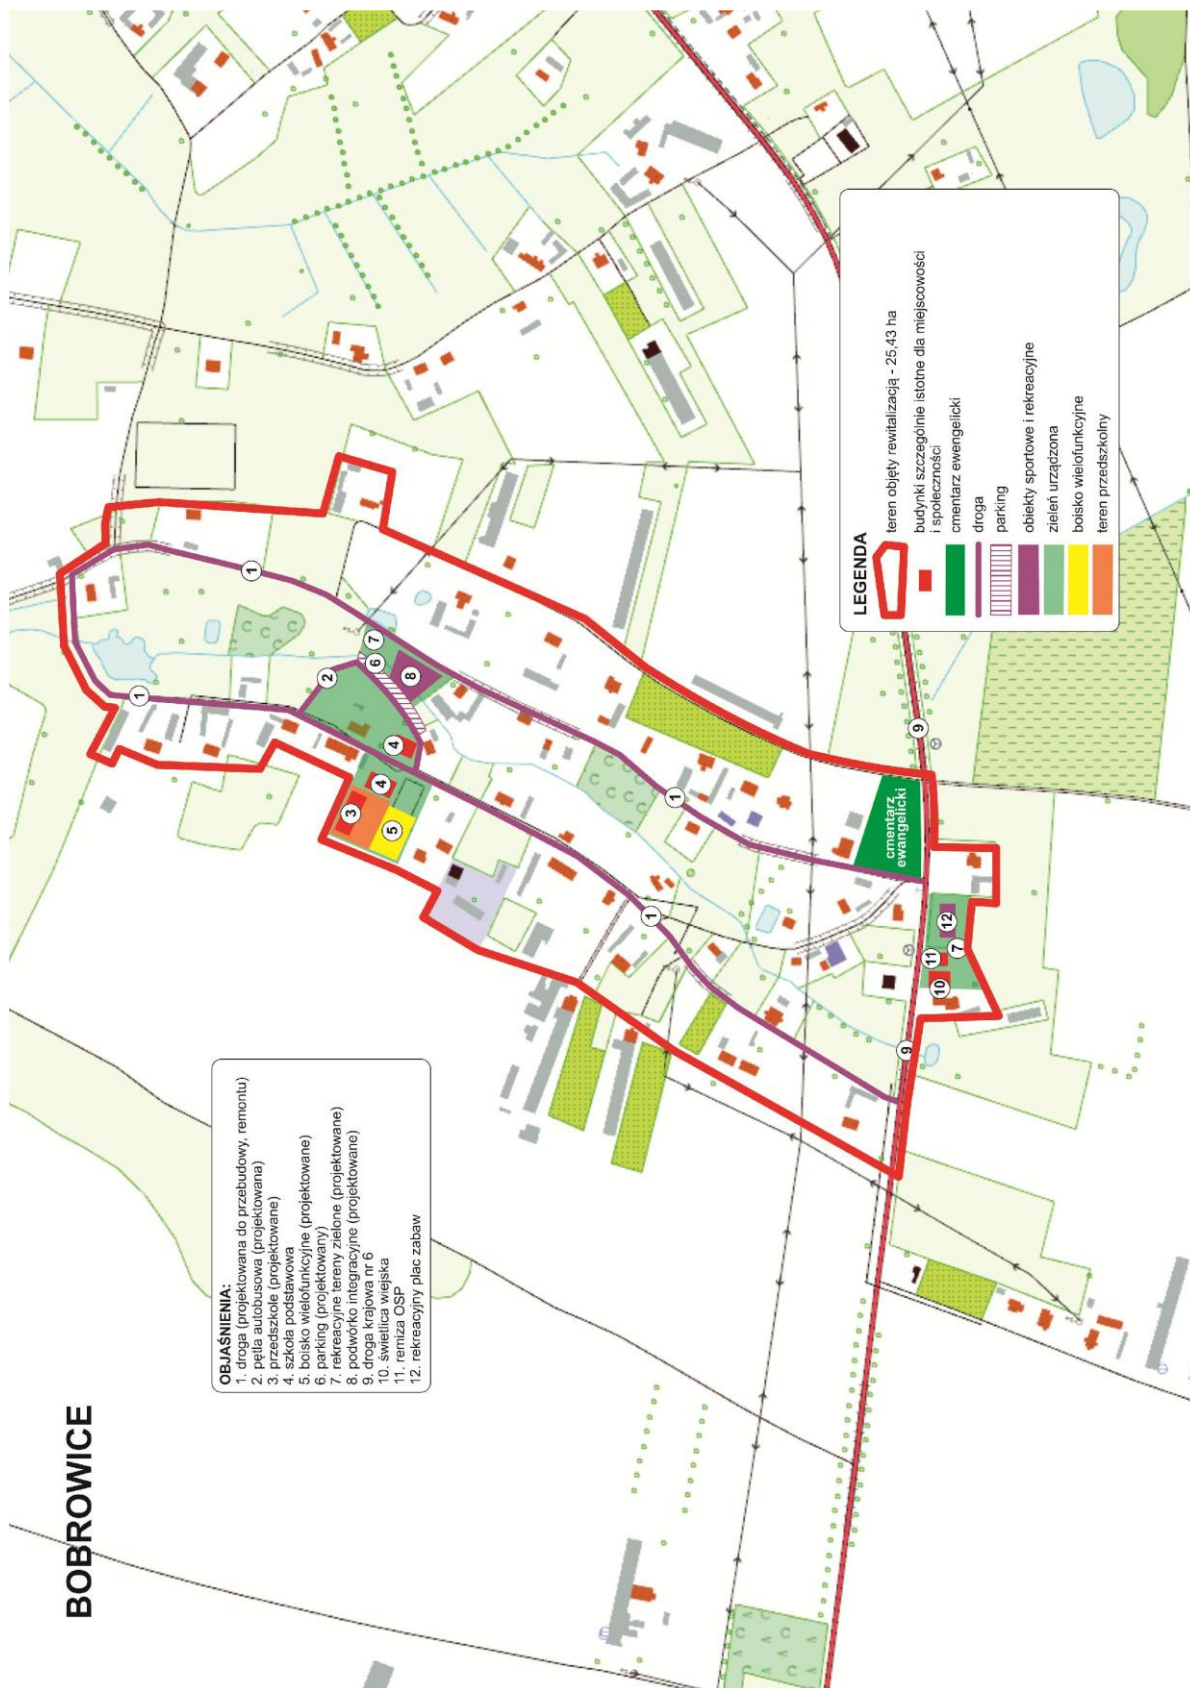 BOBROWICE
OBJAŚNIENIA:
1. droga (projektowana do przebudowy, remontu)
2. pętla autobusowa (projektowana)
3. przedszkole (projektowane)
4. szkoła podstawowa
5. boisko wielofunkcyjne (projektowane)
6. parking (projektowany)
7. rekreacyjne tereny zielone (projektowane)
8. podwórko integracyjne (projektowane)
9. droga krajowa nr 6
10. świetlica wiejska
11. remiza OSP
12. rekreacyjny plac zabaw
1
1
2
7
6
8
4
4
3
5
1
1
cmentarz
ewangelicki
9
12
7
11
10
9
LEGENDA
teren objęty rewitalizacją - 25,43 ha
budynki szczególnie istotne dla miejscowości
i społeczności
cmentarz ewengelicki
droga
parking
obiekty sportowe i rekreacyjne
zieleń urządzona
boisko wielofunkcyjne
teren przedszkolny